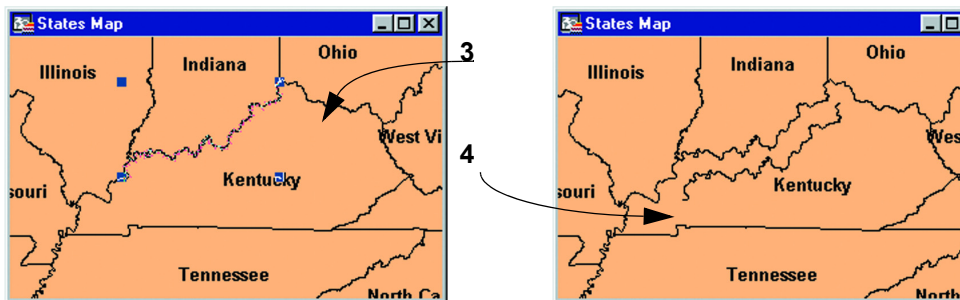 States Map
Ohio
Indiana
Illinois
West Vi
Kentucky
souri
Tennessee
North Ca
3
4
States Map
Ohio
Indiana
Illinois
Wes
Kentucky
ssouri
Tennessee
North